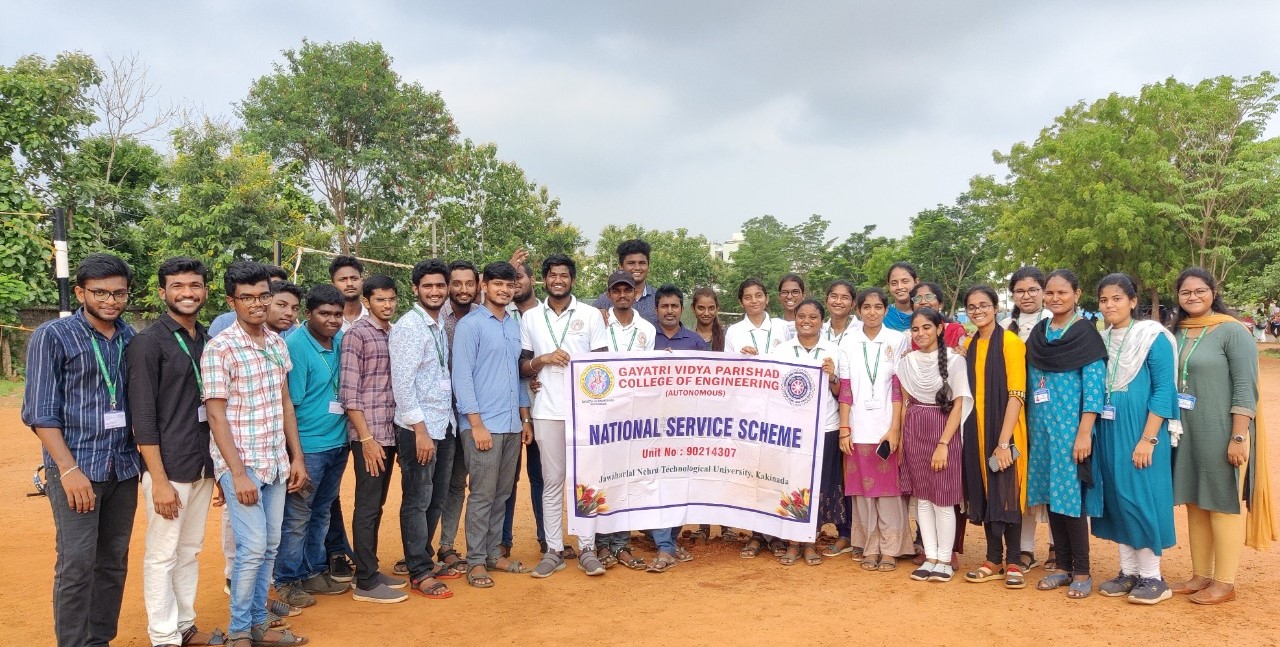 GAYATRI VIDYA PARISHAD
COLLEGE OF ENGINEERING
(AUTONOMOUS)
NATIONAL SERVICE SCHEME
Unit No : 90214307
Jawaharlal Nehru Technological University, Kakinada